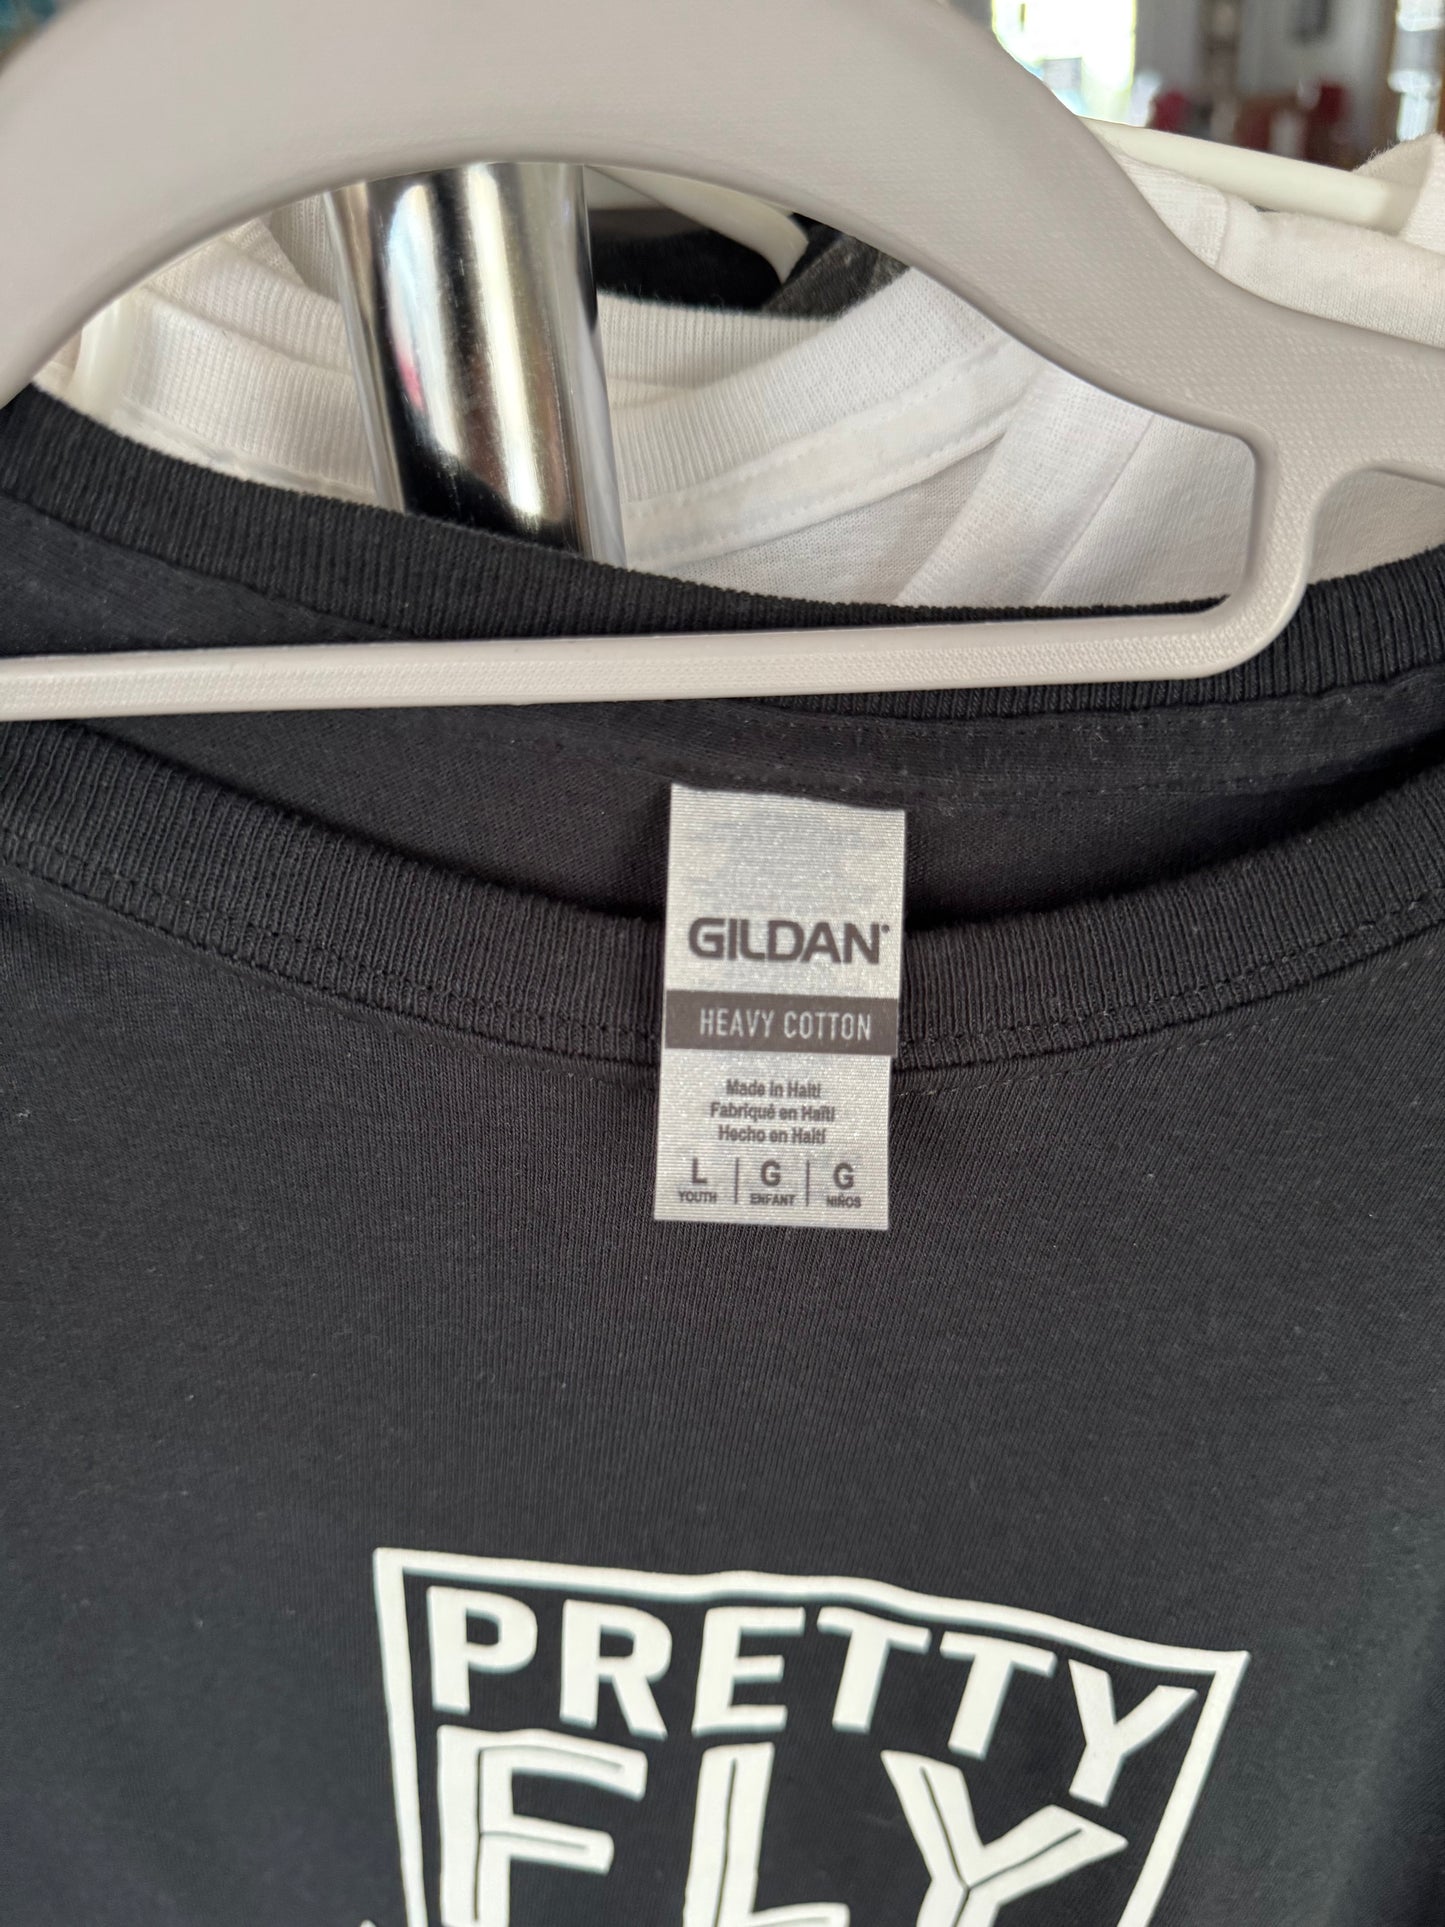 GILDAN®
HEAVY COTTON
Made in Haiti
Fabriqué en Haïti
Hecho en Haití
L | G | G
YOUTH ENFANT NIÑOS
PRETTY
FLY